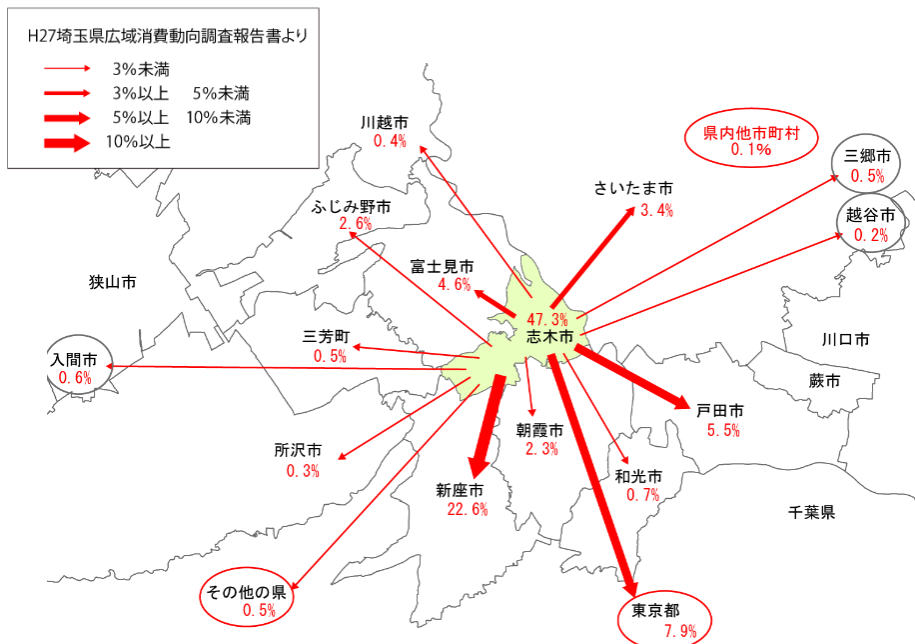 H27埼玉県広域消費動向調査報告書より
3%未満
3%以上 5%未満
5%以上 10%未満
10%以上
川越市
0.4%
県内他市町村
0.1%
三郷市
0.5%
さいたま市
3.4%
ふじみ野市
2.6%
越谷市
0.2%
富士見市
4.6%
狭山市
47.3%
志木市
三芳町
0.5%
川口市
入間市
0.6%
蕨市
戸田市
5.5%
朝霞市
2.3%
所沢市
0.3%
和光市
0.7%
新座市
22.6%
千葉県
その他の県
0.5%
東京都
7.9%